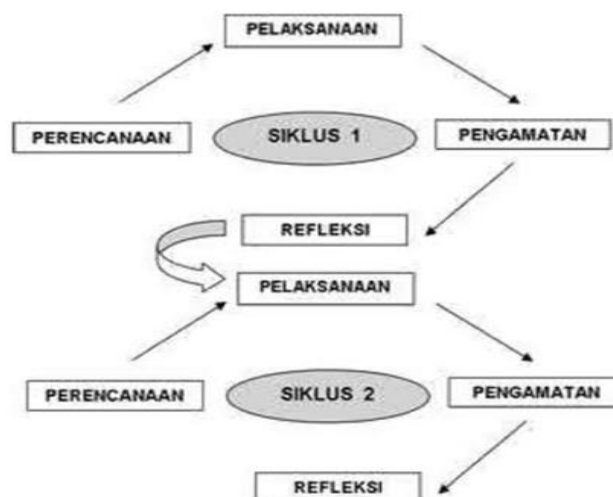 PELAKSANAAN
PERENCANAAN
SIKLUS 1
PENGAMATAN
REFLEKSI
PELAKSANAAN
PERENCANAAN
SIKLUS 2
PENGAMATAN
REFLEKSI